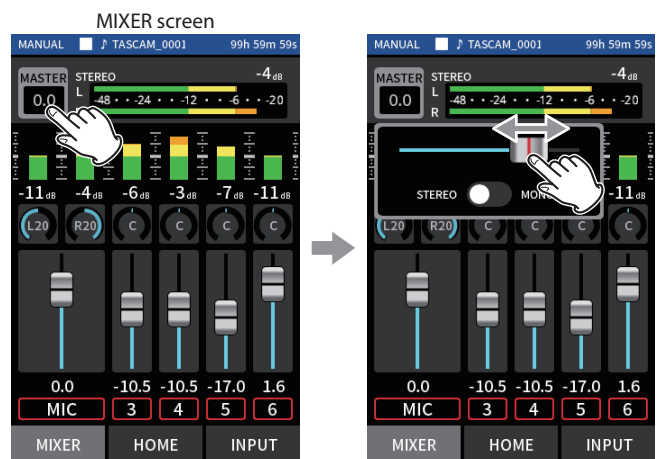 MIXER screen
MANUAL ♪ TASCAM_0001 99h 59m 59s
MASTER STEREO -4dB
0.0 L -48 · · -24 · · -12 · · -6 · · -20
-11dB -4dB -6dB -3dB -7dB -11dB
L20 R20 C C C C
0.0 -10.5 -10.5 -17.0 1.6
MIC 3 4 5 6
MIXER HOME INPUT
MANUAL ♪ TASCAM_0001 99h 59m 59s
MASTER STEREO -4dB
0.0 L -48 · · -24 · · -12 · · -6 · · -20
R
STEREO MONO
-11dB
L20 R20 C C C C
0.0 -10.5 -10.5 -17.0 1.6
MIC 3 4 5 6
MIXER HOME INPUT